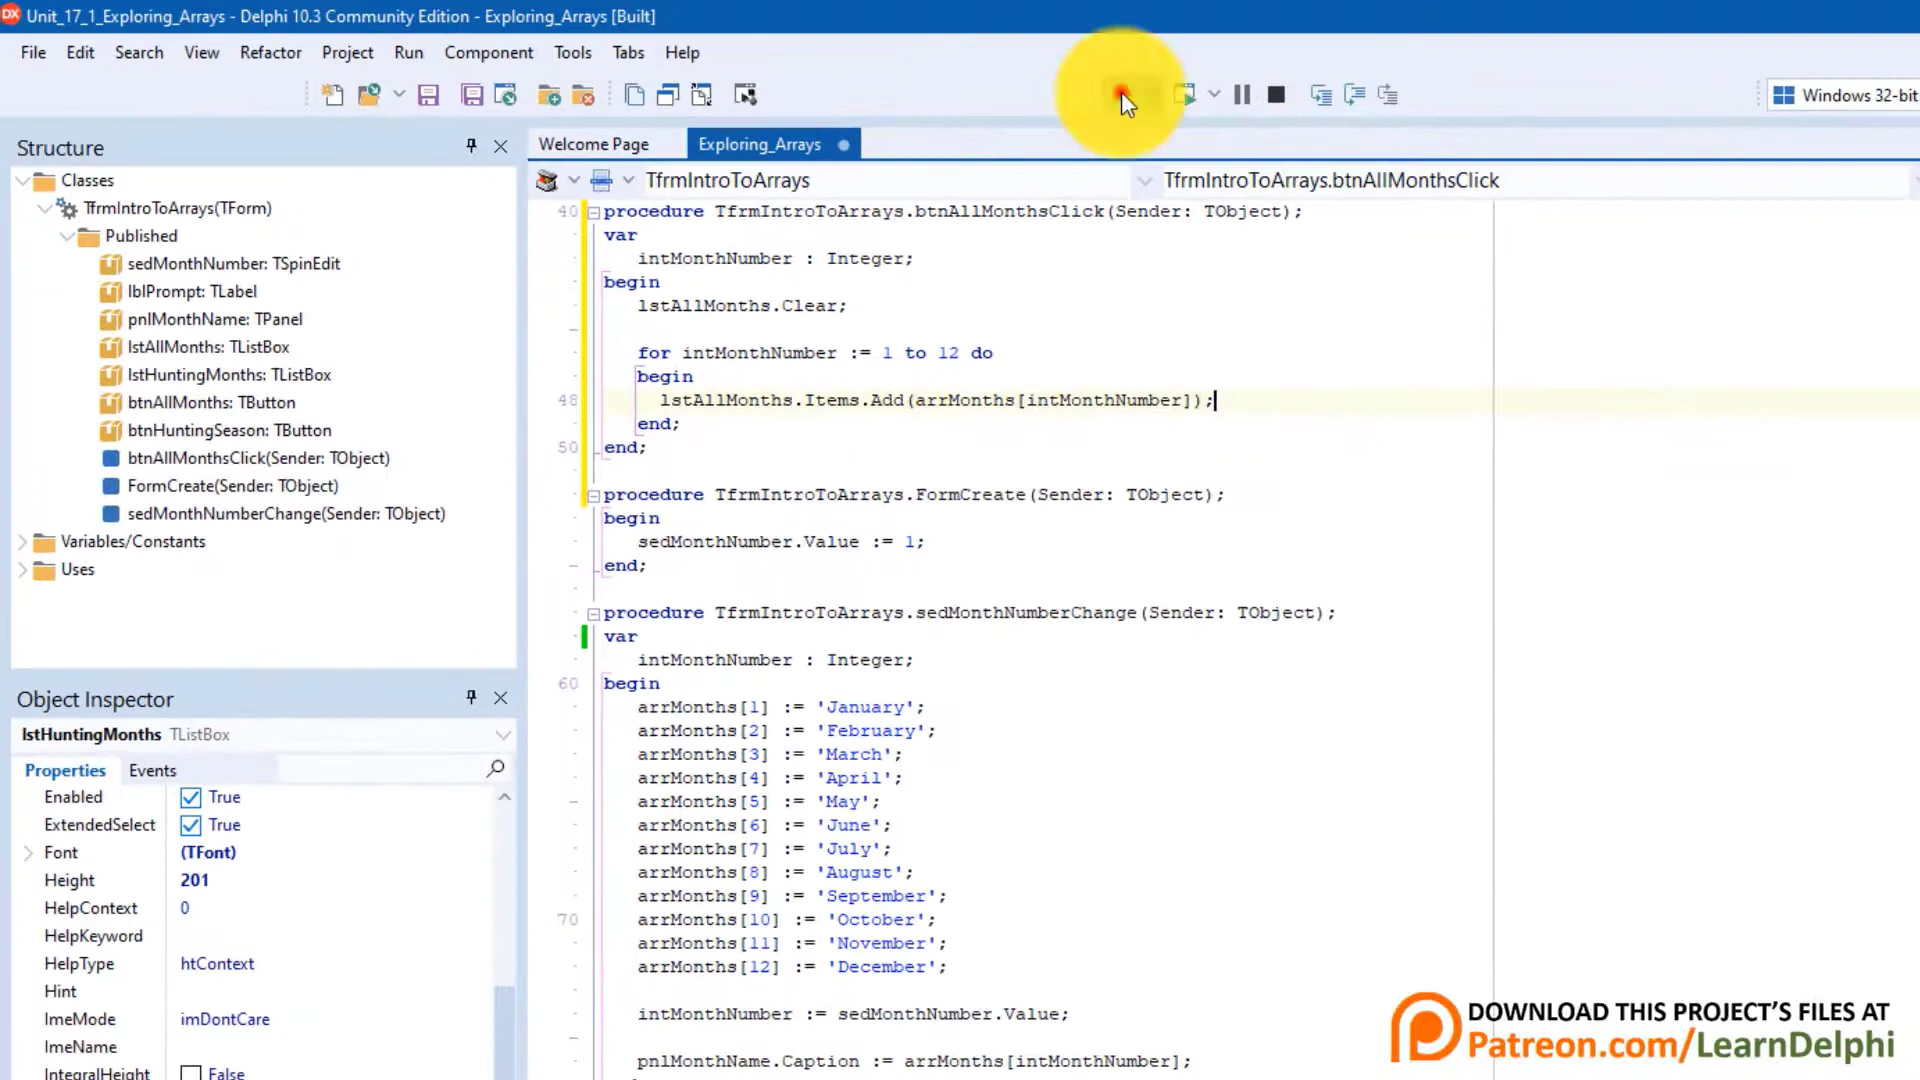 DX Unit_17_1_Exploring_Arrays - Delphi 10.3 Community Edition - Exploring_Arrays [Built]
File Edit Search View Refactor Project Run Component Tools Tabs Help
Windows 32-bit
Structure
Classes
TfrmIntroToArrays(TForm)
Published
sedMonthNumber: TSpinEdit
lblPrompt: TLabel
pnlMonthName: TPanel
lstAllMonths: TListBox
lstHuntingMonths: TListBox
btnAllMonths: TButton
btnHuntingSeason: TButton
btnAllMonthsClick(Sender: TObject)
FormCreate(Sender: TObject)
sedMonthNumberChange(Sender: TObject)
Variables/Constants
Uses
Object Inspector
lstHuntingMonths TListBox
Properties Events
Enabled True
ExtendedSelect True
Font (TFont)
Height 201
HelpContext 0
HelpKeyword
HelpType htContext
Hint
ImeMode imDontCare
ImeName
IntegralHeight False
Welcome Page Exploring_Arrays
TfrmIntroToArrays TfrmIntroToArrays.btnAllMonthsClick
40 procedure TfrmIntroToArrays.btnAllMonthsClick(Sender: TObject);
var
intMonthNumber : Integer;
begin
lstAllMonths.Clear;
for intMonthNumber := 1 to 12 do
begin
48 lstAllMonths.Items.Add(arrMonths[intMonthNumber]);
end;
50 end;
procedure TfrmIntroToArrays.FormCreate(Sender: TObject);
begin
sedMonthNumber.Value := 1;
end;
procedure TfrmIntroToArrays.sedMonthNumberChange(Sender: TObject);
var
intMonthNumber : Integer;
60 begin
arrMonths[1] := 'January';
arrMonths[2] := 'February';
arrMonths[3] := 'March';
arrMonths[4] := 'April';
arrMonths[5] := 'May';
arrMonths[6] := 'June';
arrMonths[7] := 'July';
arrMonths[8] := 'August';
arrMonths[9] := 'September';
70 arrMonths[10] := 'October';
arrMonths[11] := 'November';
arrMonths[12] := 'December';
intMonthNumber := sedMonthNumber.Value;
pnlMonthName.Caption := arrMonths[intMonthNumber];
DOWNLOAD THIS PROJECT'S FILES AT
Patreon.com/LearnDelphi